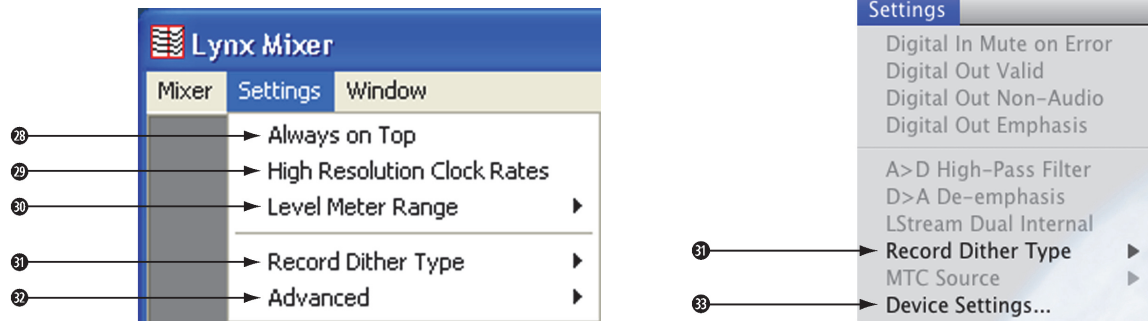 Lynx Mixer
Mixer Settings Window
28 Always on Top
29 High Resolution Clock Rates
30 Level Meter Range
31 Record Dither Type
32 Advanced
Settings
Digital In Mute on Error
Digital Out Valid
Digital Out Non-Audio
Digital Out Emphasis
A>D High-Pass Filter
D>A De-emphasis
LStream Dual Internal
31 Record Dither Type
MTC Source
33 Device Settings...